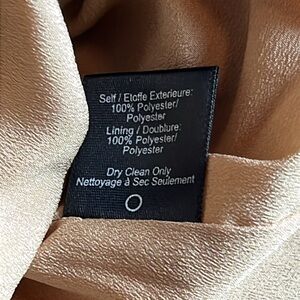 Self / Etoffe Exterieure:
100% Polyester/
Polyester
Lining / Doublure:
100% Polyester/
Polyester
Dry Clean Only
Nettoyage à Sec Seulement